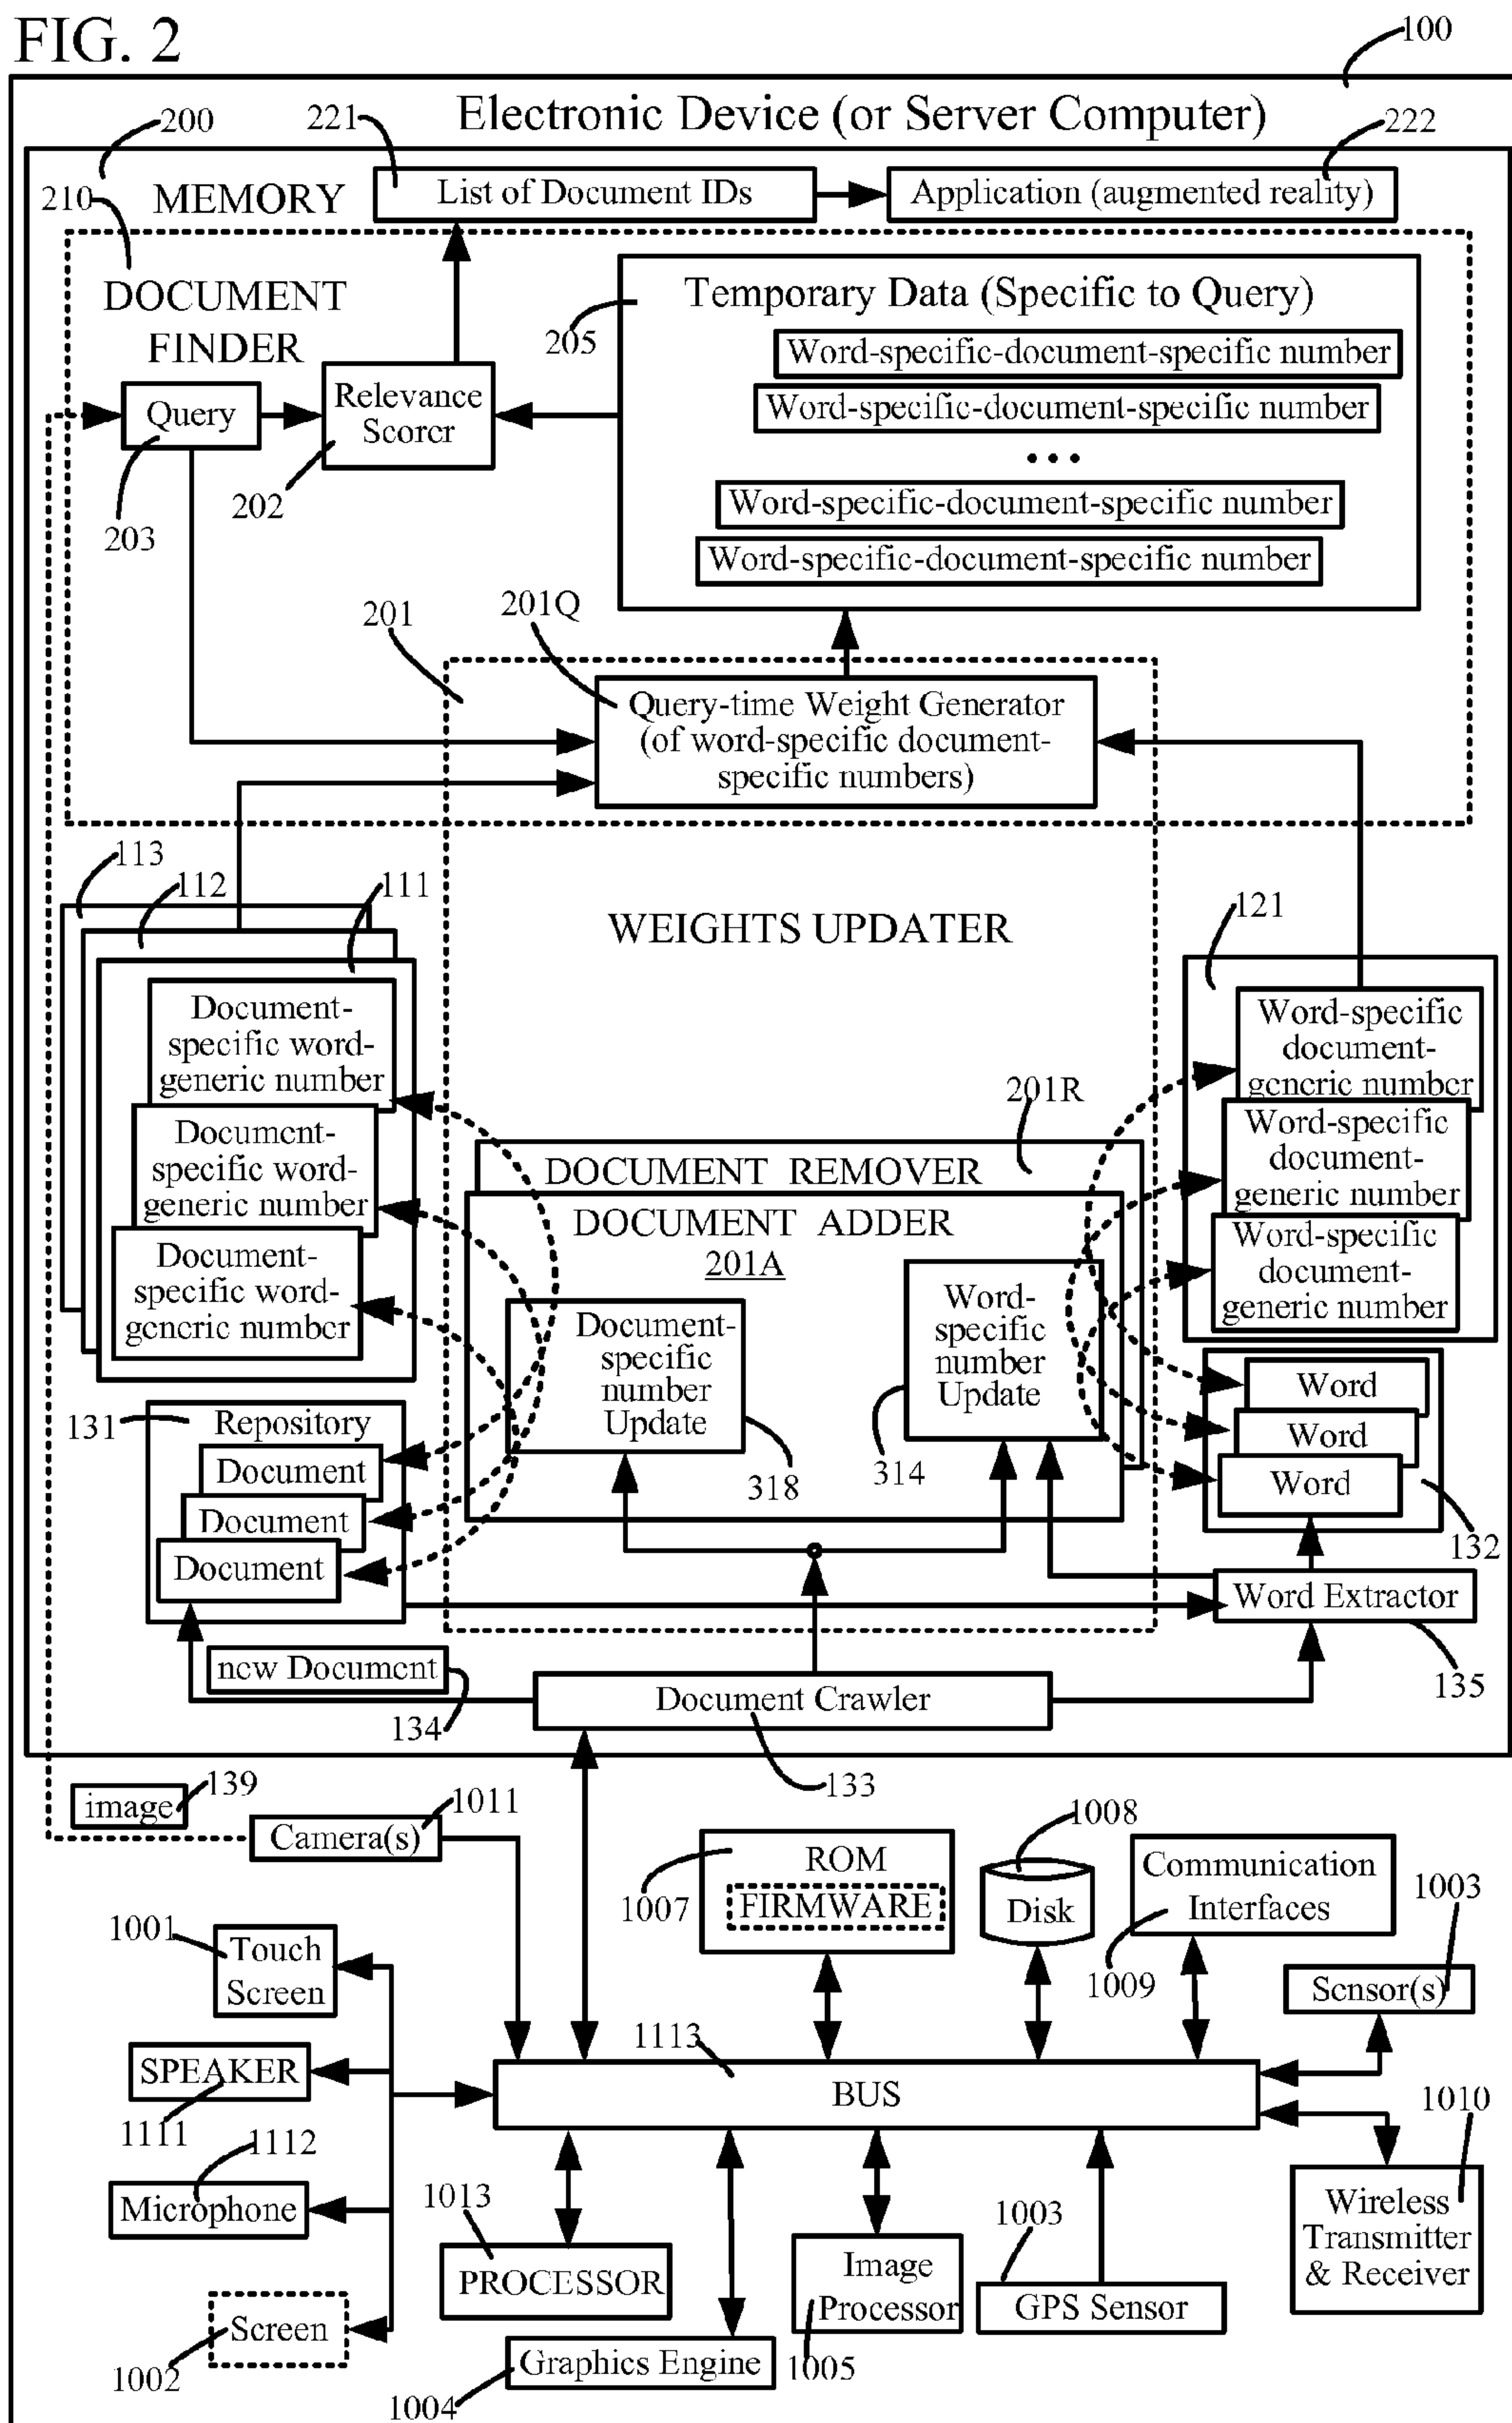 FIG. 2
100
Electronic Device (or Server Computer)
200
221
222
210
MEMORY
List of Document IDs
Application (augmented reality)
DOCUMENT
FINDER
Temporary Data (Specific to Query)
205
Word-specific-document-specific number
Word-specific-document-specific number
...
Word-specific-document-specific number
Word-specific-document-specific number
Query
203
Relevance
Scorer
202
201
201Q
Query-time Weight Generator
(of word-specific document-
specific numbers)
113
112
111
WEIGHTS UPDATER
121
Document-
specific word-
generic number
Document-
specific word-
generic number
Document-
specific word-
generic number
Word-specific
document-
generic number
Word-specific
document-
generic number
Word-specific
document-
generic number
201R
DOCUMENT REMOVER
DOCUMENT ADDER
201A
Document-
specific
number
Update
318
Word-
specific
number
Update
314
131
Repository
Document
Document
Document
Word
Word
Word
132
Word Extractor
135
new Document
134
Document Crawler
133
image
139
Camera(s)
1011
ROM
FIRMWARE
1007
1008
Disk
Communication
Interfaces
1009
1003
Sensor(s)
1001
Touch
Screen
SPEAKER
1111
1112
Microphone
Screen
1002
1113
BUS
1010
Wireless
Transmitter
& Receiver
1013
PROCESSOR
Graphics Engine
1004
Image
Processor
1005
1003
GPS Sensor